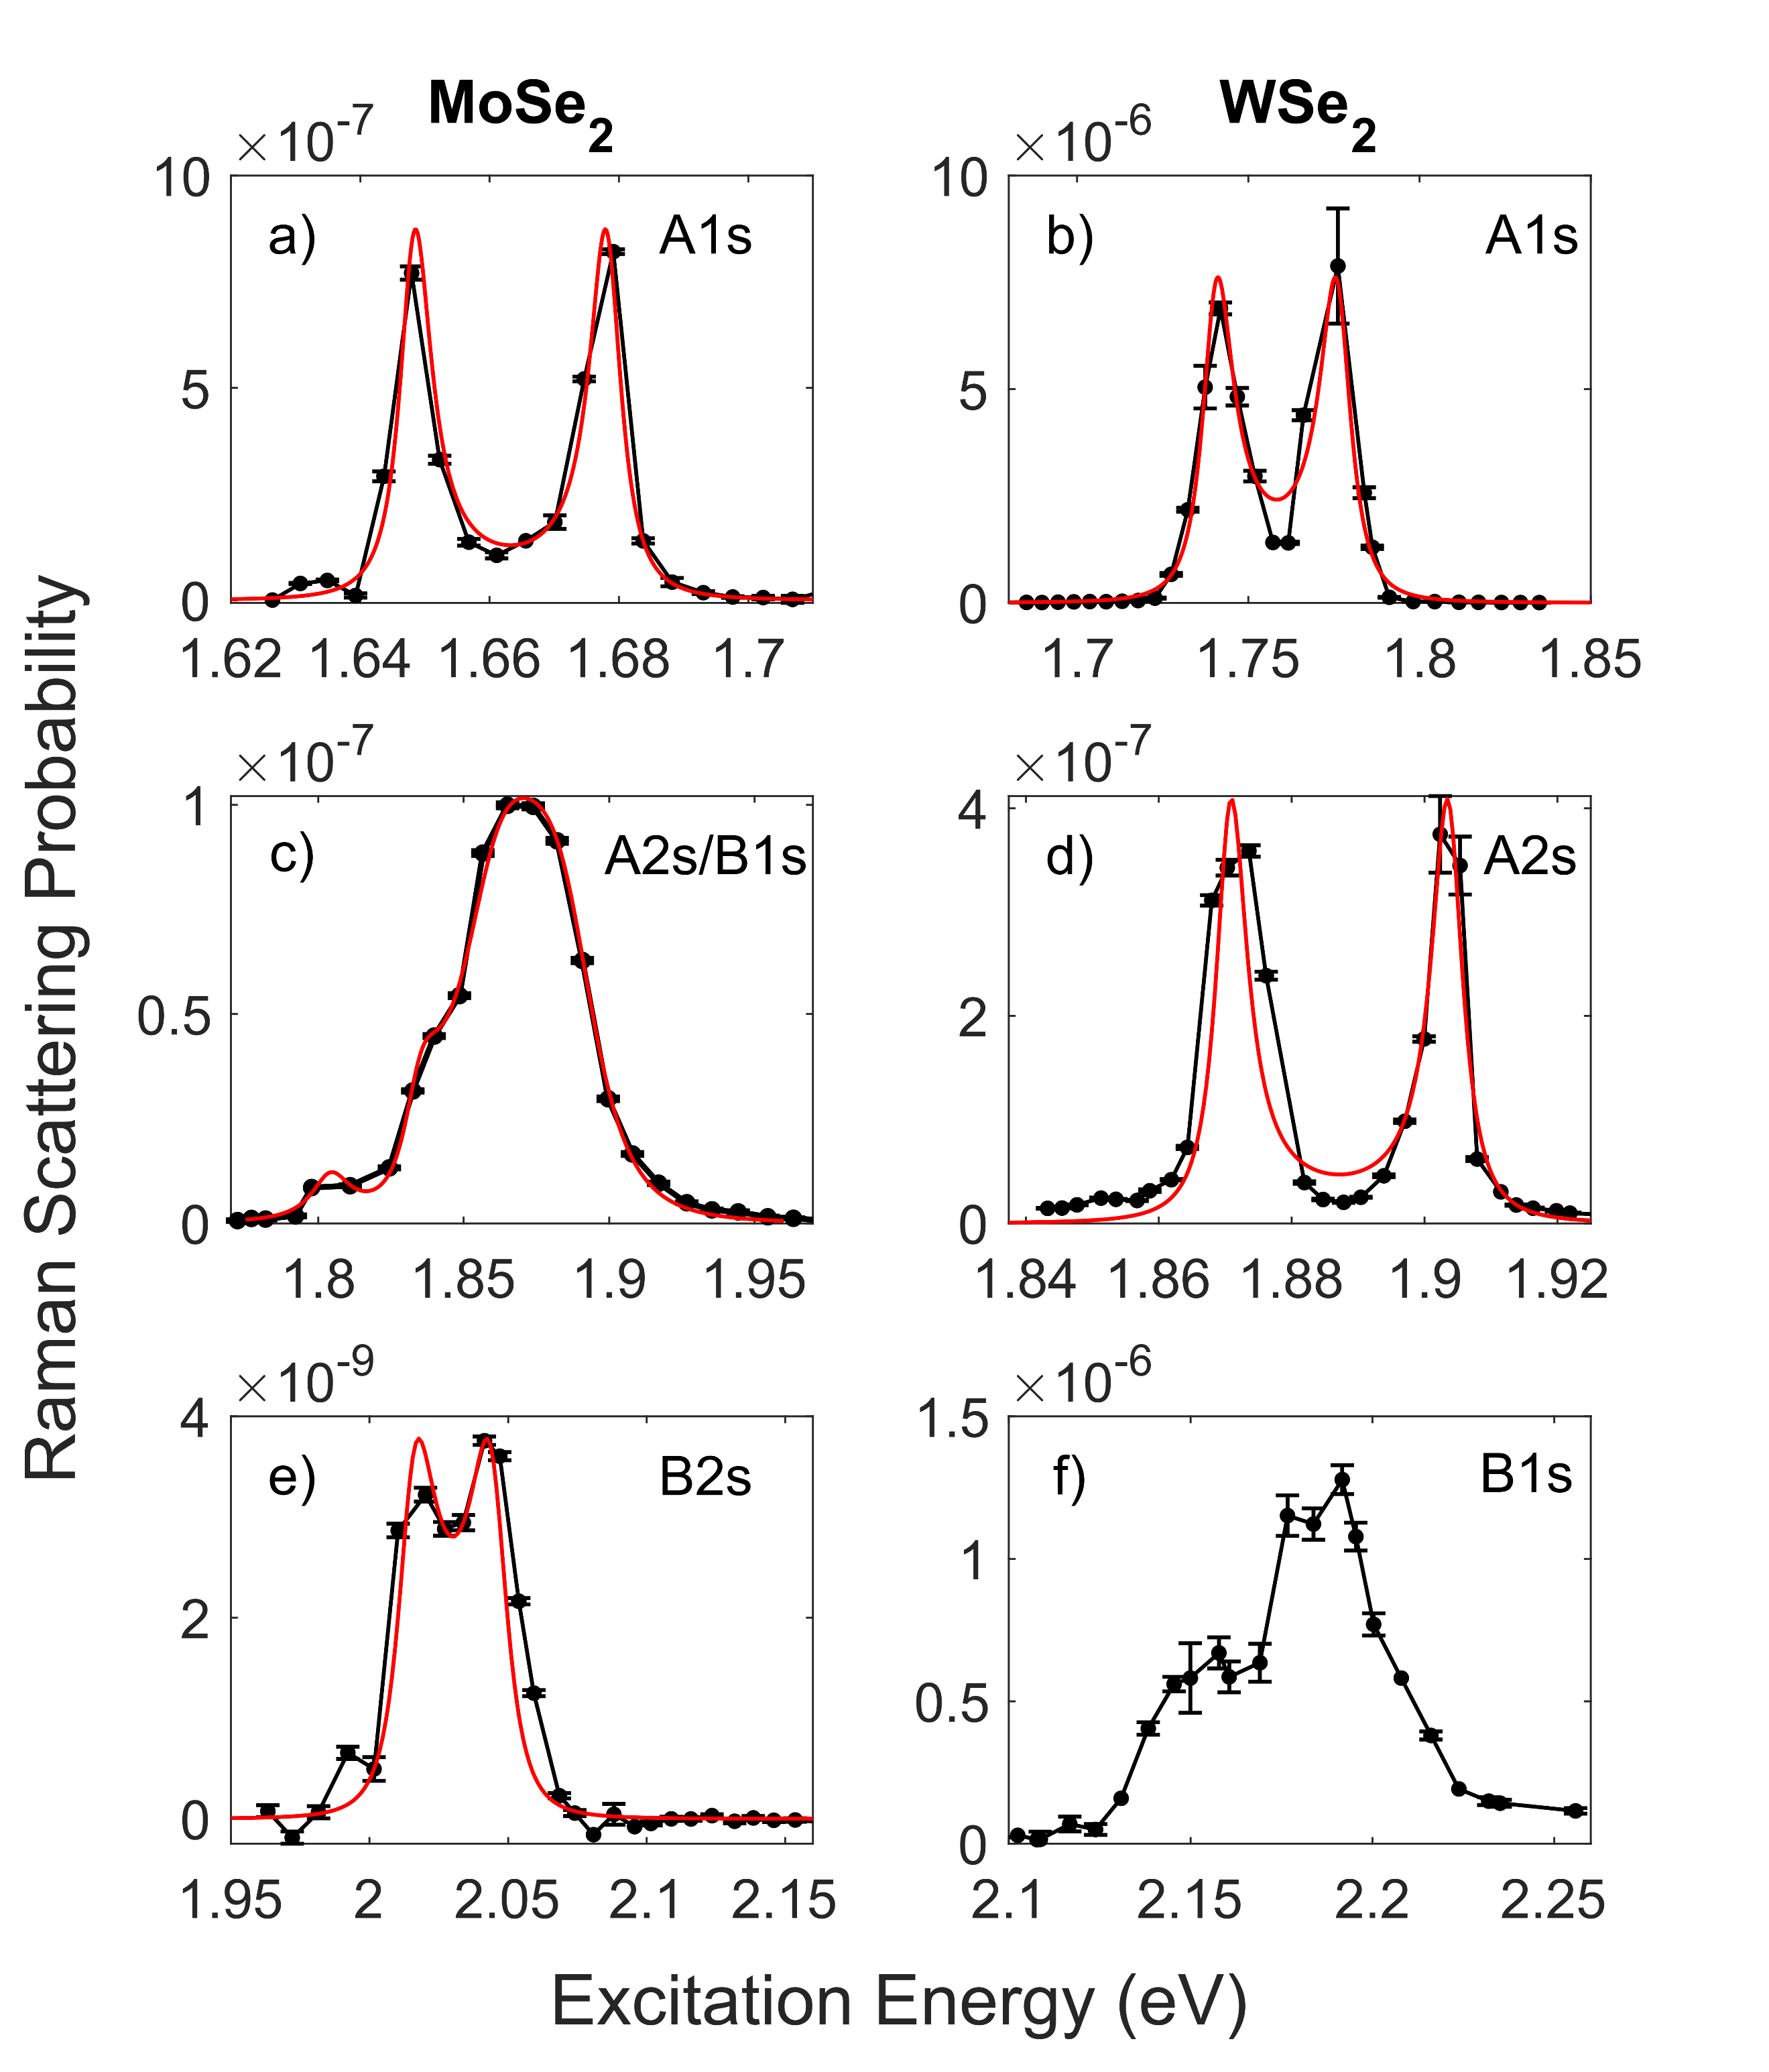 MoSe2 WSe2
×10-7 ×10-6
10 10
a) A1s b) A1s
5 5
0 0
1.62 1.64 1.66 1.68 1.7 1.7 1.75 1.8 1.85
×10-7 ×10-7
1 4
c) A2s/B1s d) A2s
0.5 2
0 0
1.8 1.85 1.9 1.95 1.84 1.86 1.88 1.9 1.92
×10-9 ×10-6
4 1.5
e) B2s f) B1s
1
2
0.5
0 0
1.95 2 2.05 2.1 2.15 2.1 2.15 2.2 2.25
Raman Scattering Probability
Excitation Energy (eV)